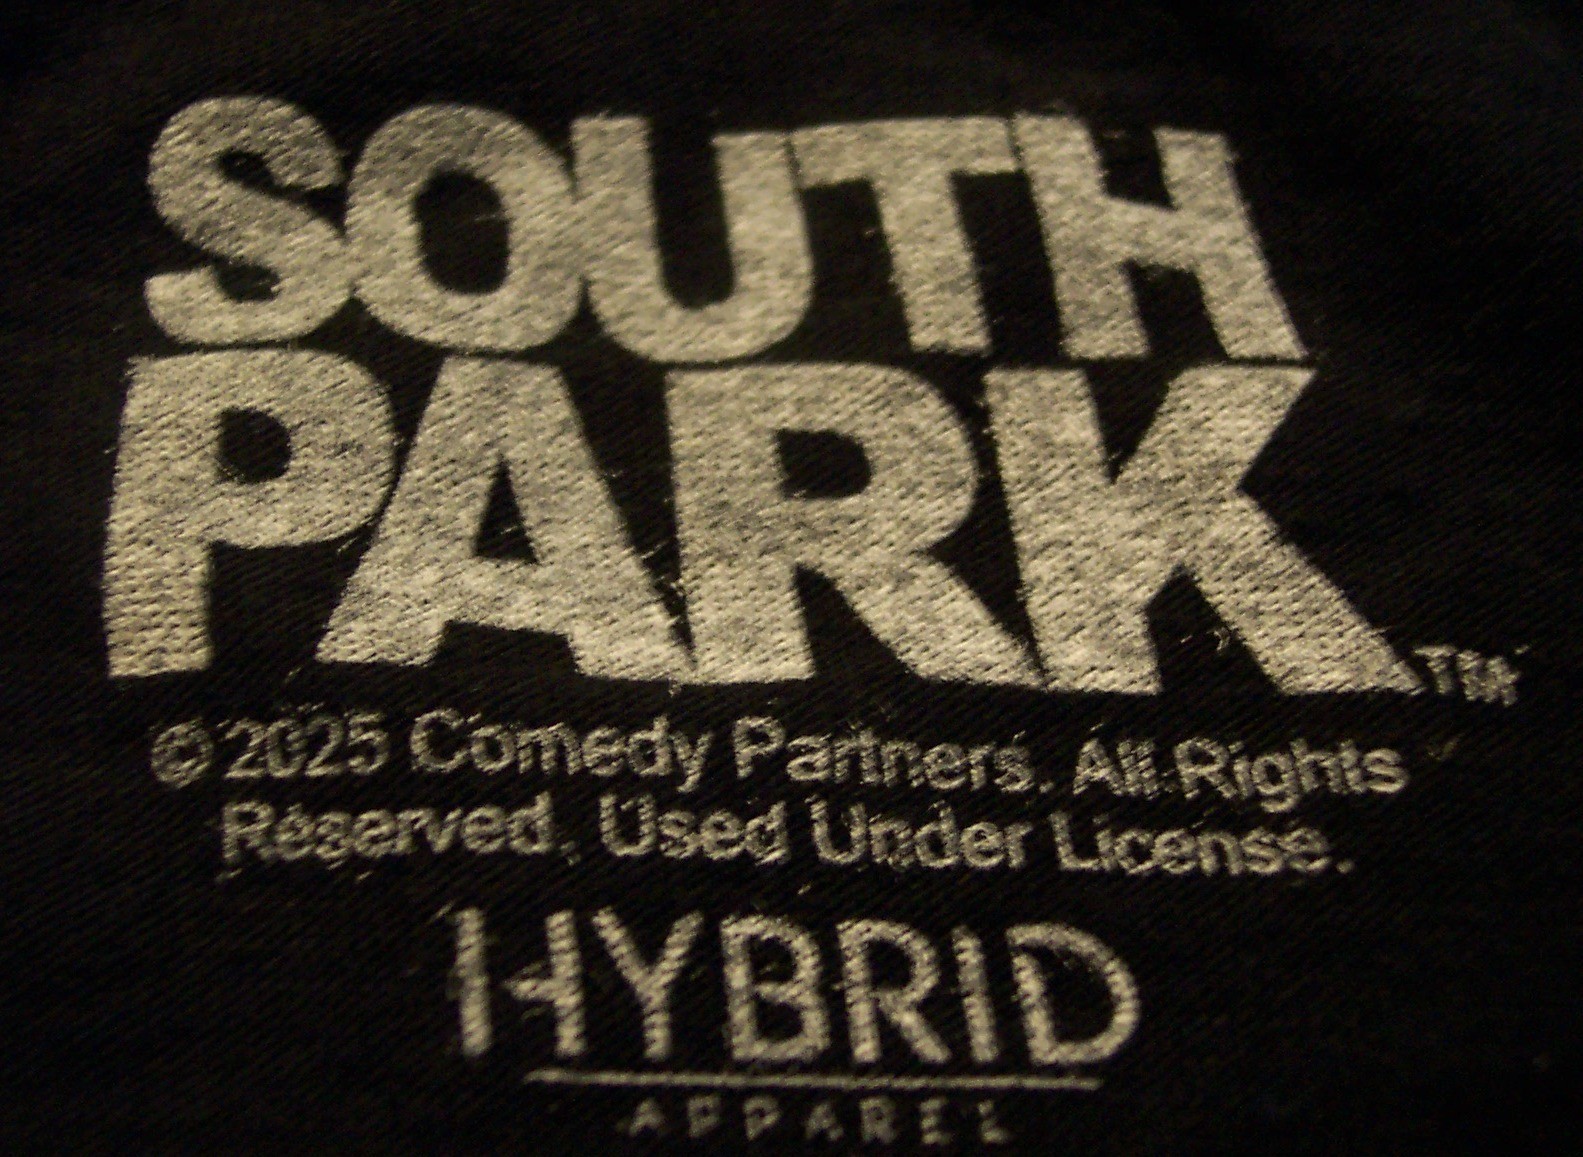 SOUTH
PARK™
© 2025 Comedy Partners. All Rights
Reserved. Used Under License.
HYBRID
APPAREL